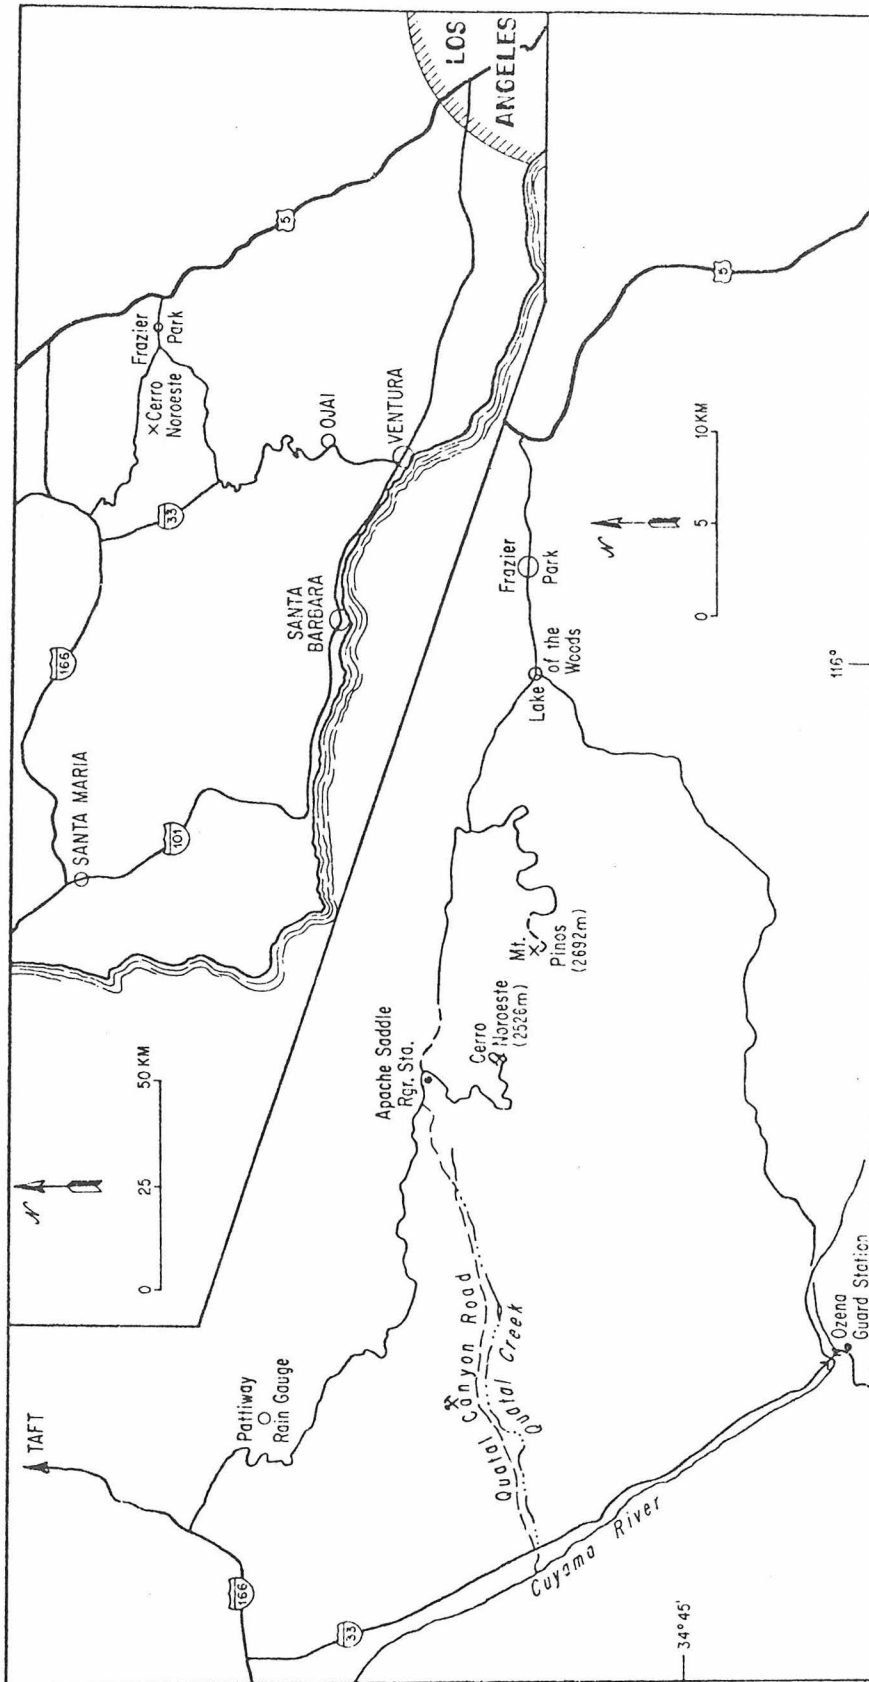 LOS
ANGELES
5
Frazier
Park
Cerro
Noroeste
OJAI
VENTURA
33
SANTA
BARBARA
166
SANTA MARIA
101
N
0
25
50 KM
5
Frazier
Park
N
0
5
10 KM
Lake
of the
Woods
116°
Mt.
Pinos
(2692m)
Cerro
Noroeste
(2526m)
Apache Saddle
Rgr. Sta.
Quatal Canyon Road
Quatal Creek
Pattiway
Rain Gauge
TAFT
166
33
Cuyama River
Ozena
Guard Station
34°45'